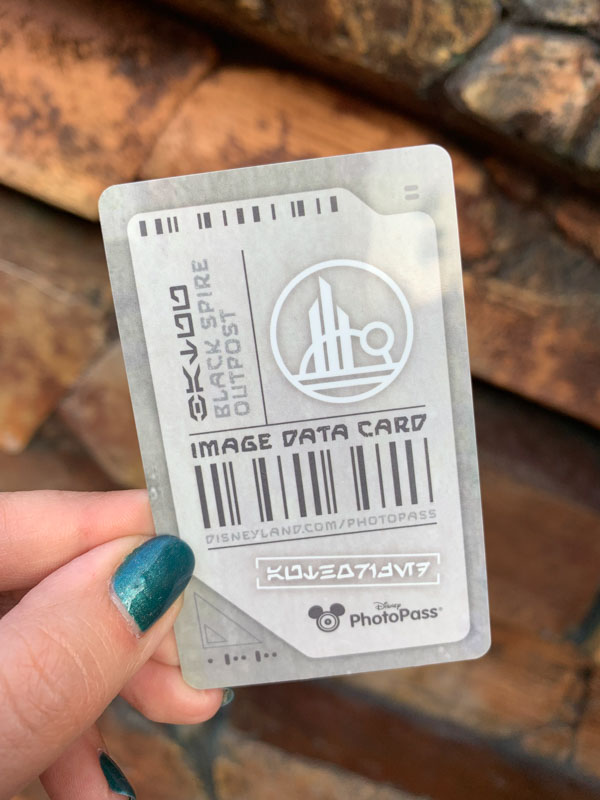 BLACK SPIRE
OUTPOST
IMAGE DATA CARD
DISNEYLAND.COM/PHOTOPASS
Disney
PhotoPass®